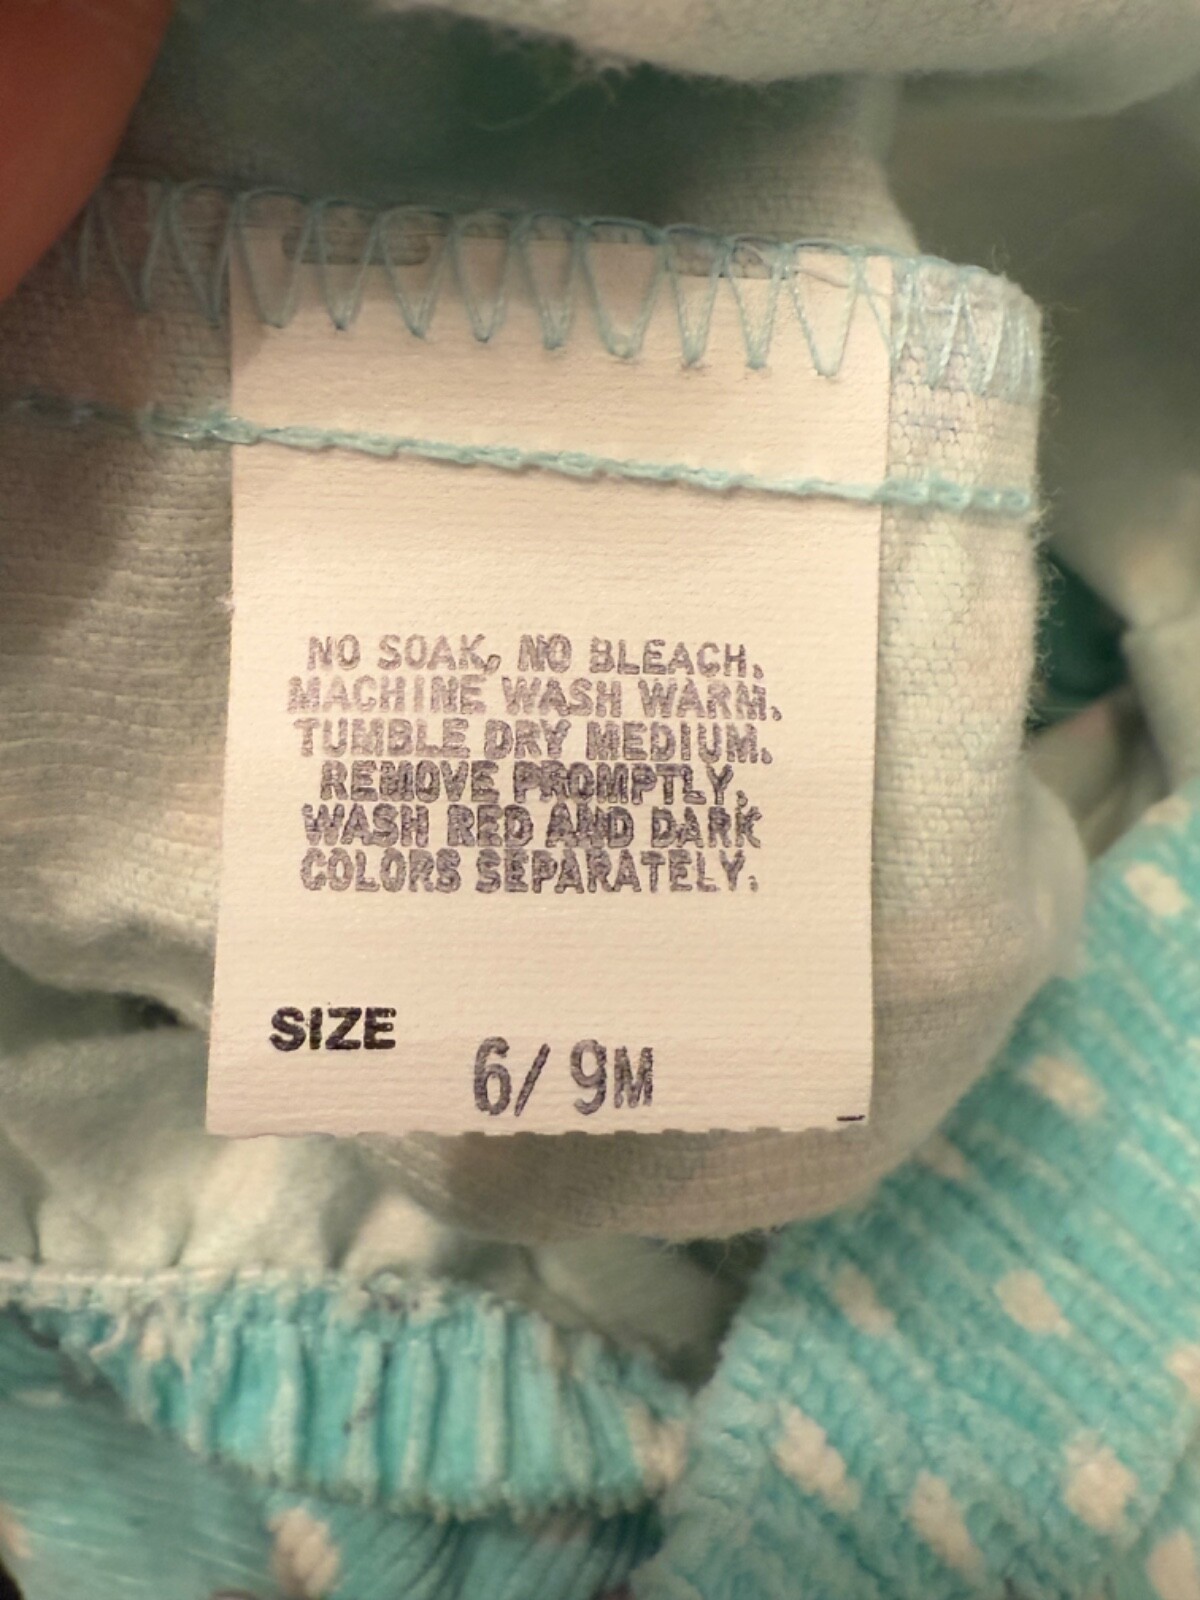 NO SOAK, NO BLEACH.
MACHINE WASH WARM.
TUMBLE DRY MEDIUM.
REMOVE PROMPTLY.
WASH RED AND DARK
COLORS SEPARATELY.
SIZE 6/9M